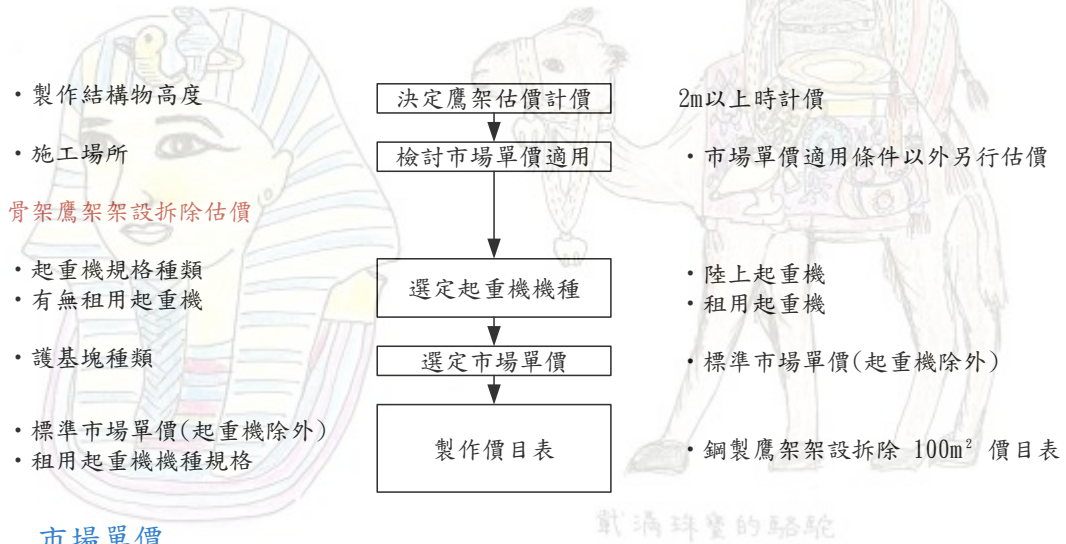 ・製作結構物高度
決定鷹架估價計價
2m以上時計價
・施工場所
檢討市場單價適用
・市場單價適用條件以外另行估價
骨架鷹架架設拆除估價
・起重機規格種類
・有無租用起重機
選定起重機機種
・陸上起重機
・租用起重機
・護基塊種類
選定市場單價
・標準市場單價(起重機除外)
・標準市場單價(起重機除外)
・租用起重機機種規格
製作價目表
・鋼製鷹架架設拆除 100m² 價目表
戴滿珠寶的駱駝
市場單價